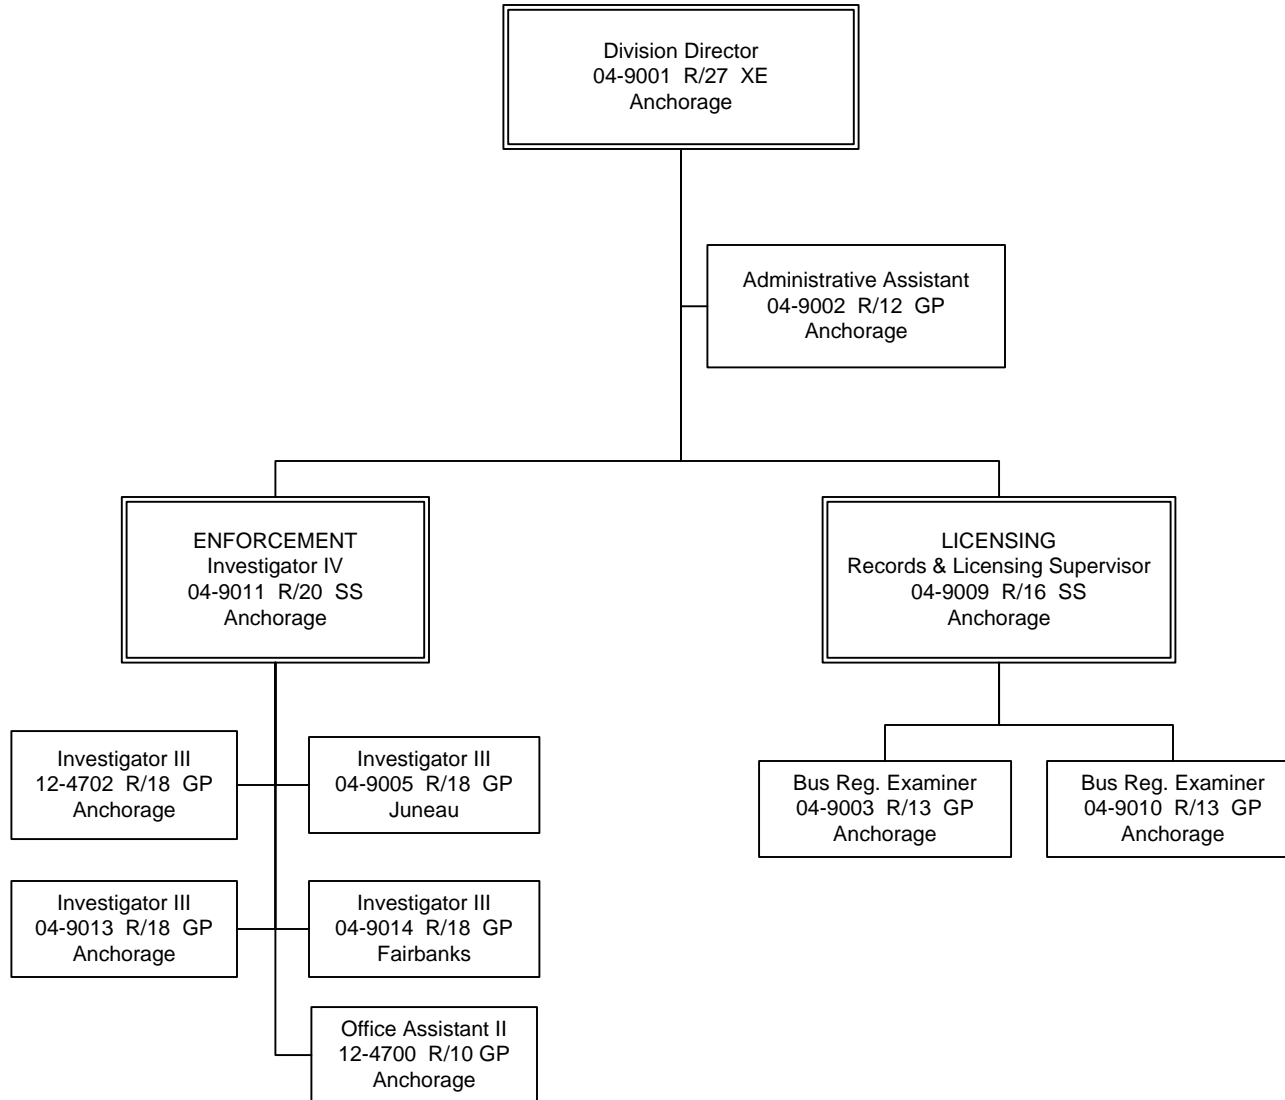 Division Director
04-9001 R/27 XE
Anchorage
Administrative Assistant
04-9002 R/12 GP
Anchorage
ENFORCEMENT
Investigator IV
04-9011 R/20 SS
Anchorage
LICENSING
Records & Licensing Supervisor
04-9009 R/16 SS
Anchorage
Investigator III
12-4702 R/18 GP
Anchorage
Investigator III
04-9005 R/18 GP
Juneau
Bus Reg. Examiner
04-9003 R/13 GP
Anchorage
Bus Reg. Examiner
04-9010 R/13 GP
Anchorage
Investigator III
04-9013 R/18 GP
Anchorage
Investigator III
04-9014 R/18 GP
Fairbanks
Office Assistant II
12-4700 R/10 GP
Anchorage